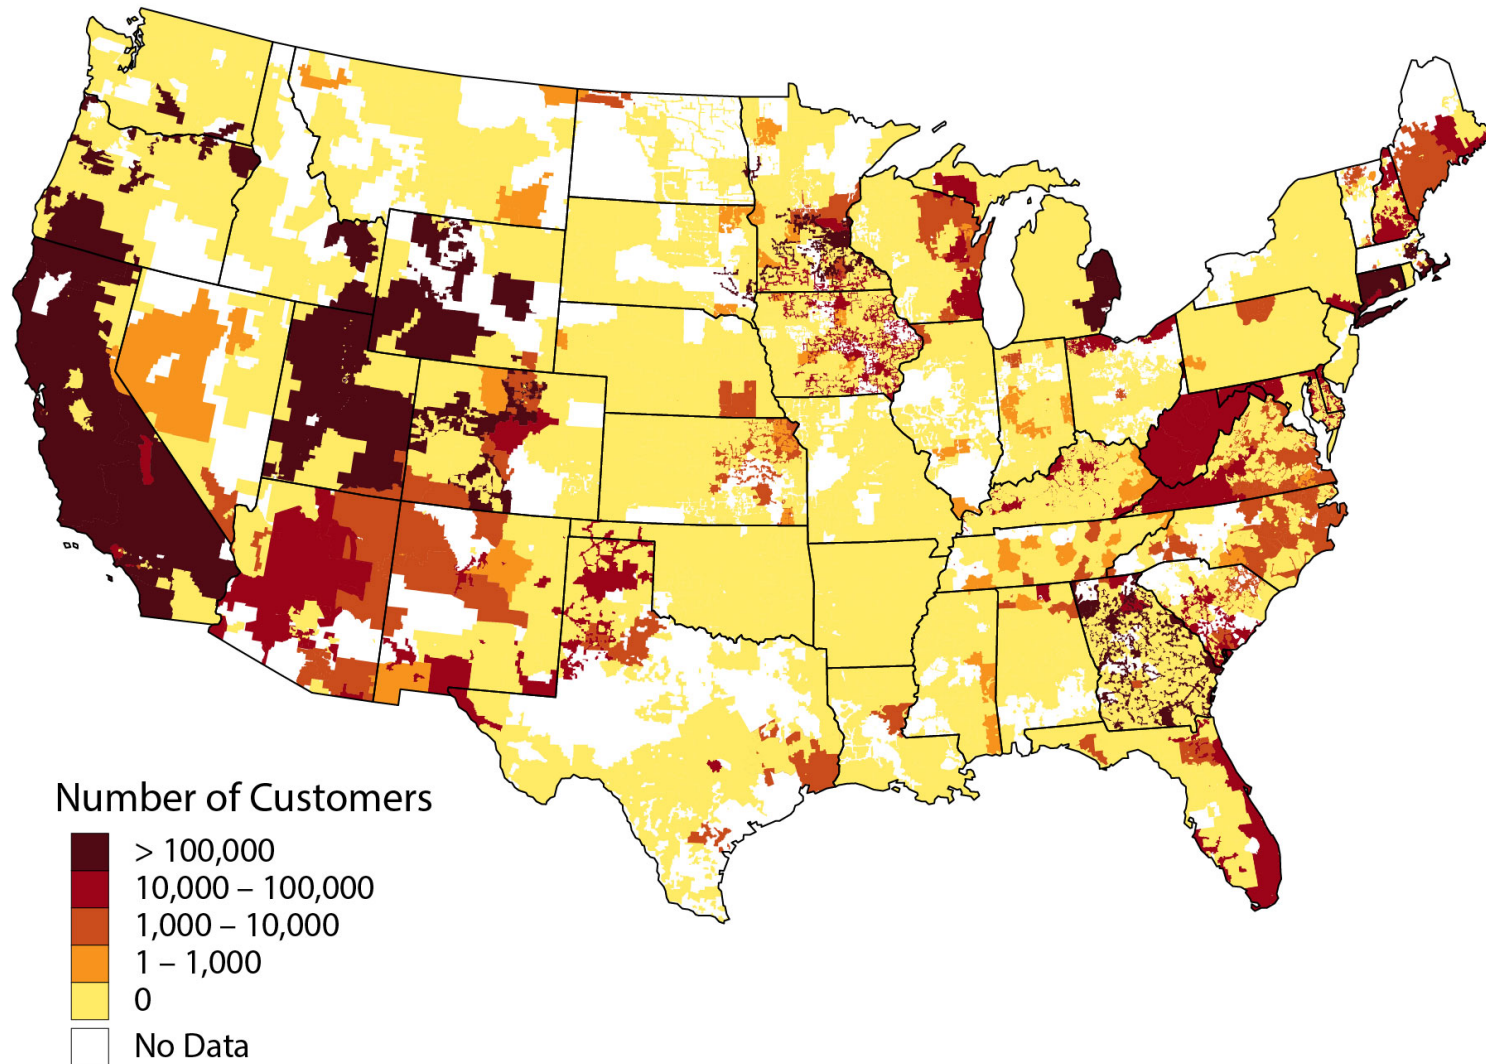 Number of Customers
> 100,000
10,000 – 100,000
1,000 – 10,000
1 – 1,000
0
No Data